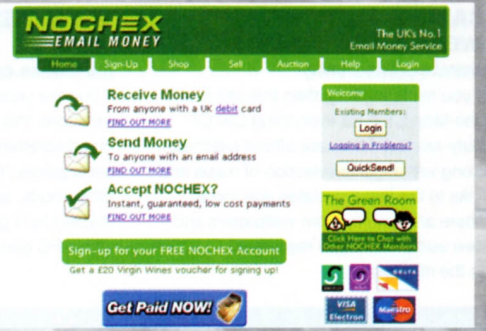 NOCHEX
EMAIL MONEY
The UK's No.1
Email Money Service
Home Sign-Up Shop Sell Auction Help Login
Receive Money
From anyone with a UK debit card
FIND OUT MORE
Send Money
To anyone with an email address
FIND OUT MORE
Accept NOCHEX?
Instant, guaranteed, low cost payments
FIND OUT MORE
Sign-up for your FREE NOCHEX Account
Get a £20 Virgin Wines voucher for signing up!
Get Paid NOW!
Welcome
Existing Members:
Login
Logging in Problems?
QuickSend!
The Green Room
Click Here to Chat with
Other NOCHEX Members
DELTA
VISA
Electron
Maestro